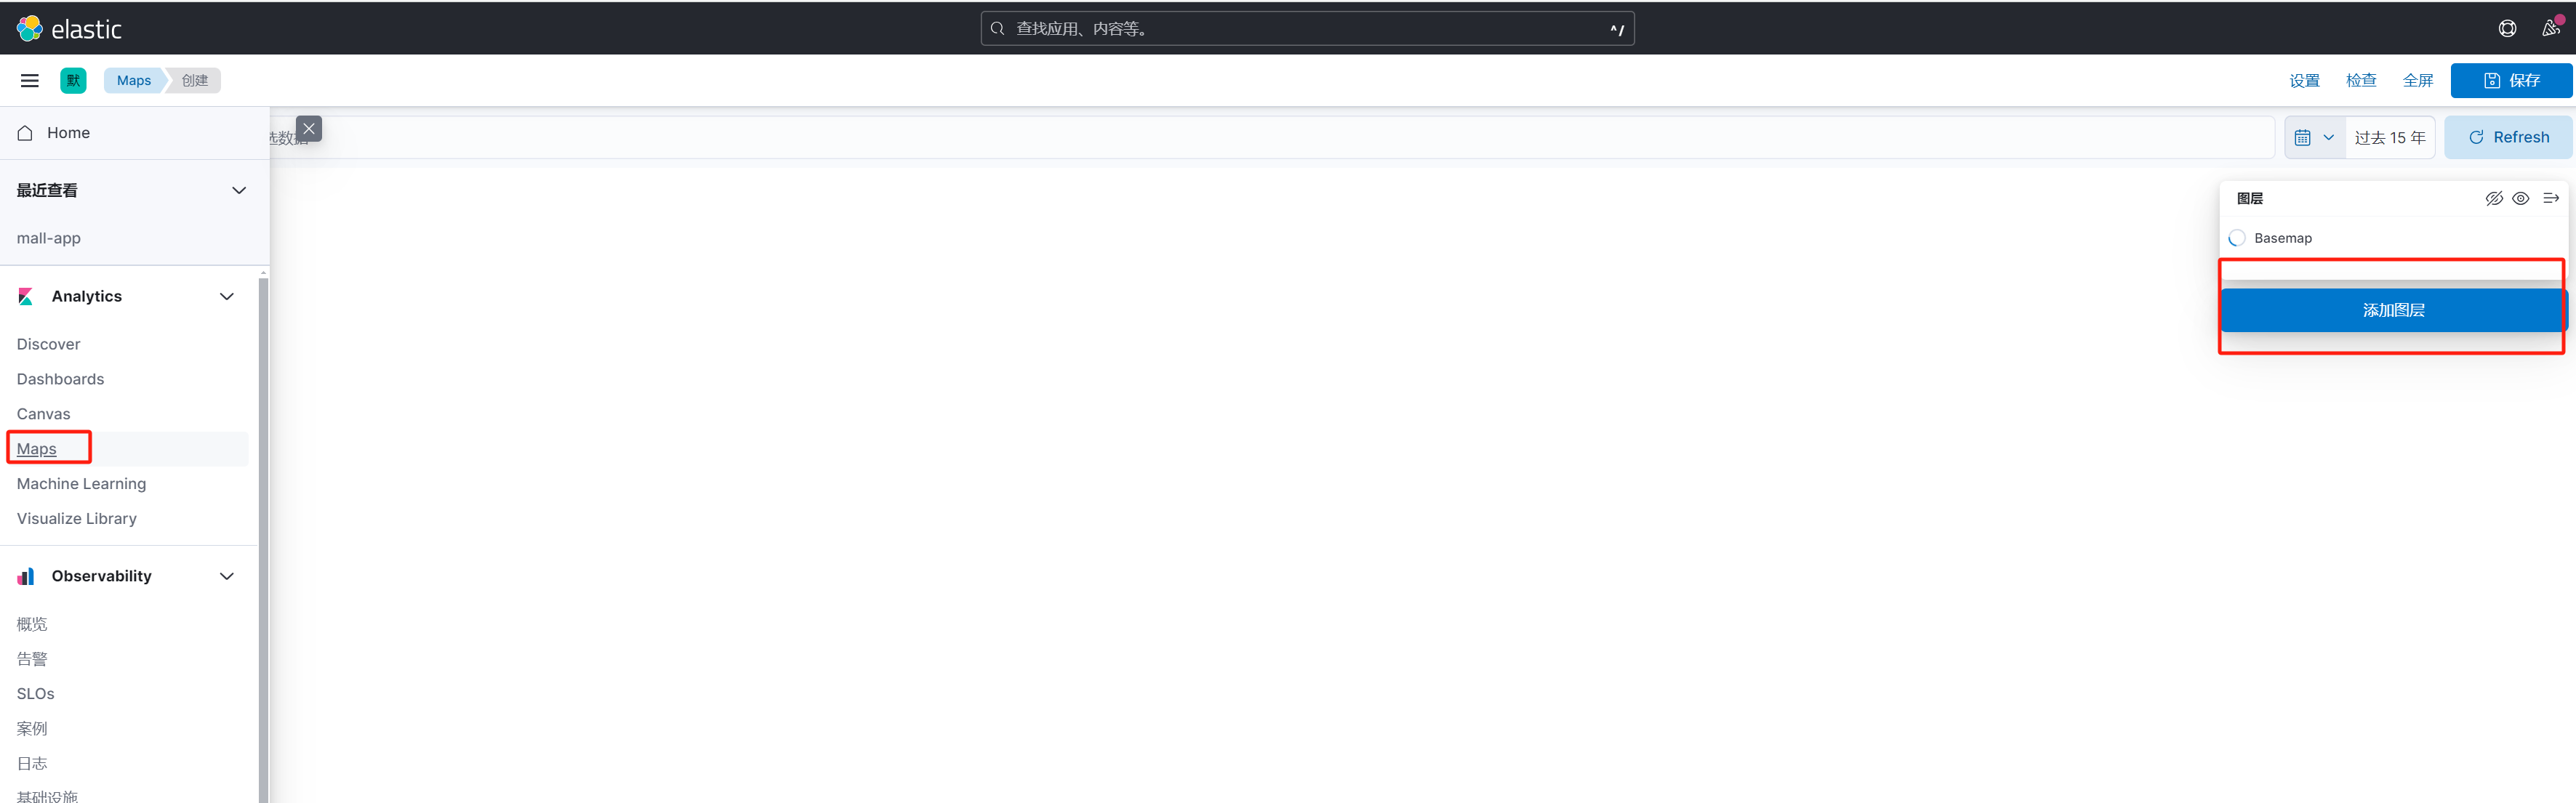 elastic
查找应用、内容等。
^/
默
Maps
创建
设置
检查
全屏
保存
Home
选数据
过去 15 年
Refresh
最近查看
mall-app
图层
Basemap
添加图层
Analytics
Discover
Dashboards
Canvas
Maps
Machine Learning
Visualize Library
Observability
概览
告警
SLOs
案例
日志
基础设施